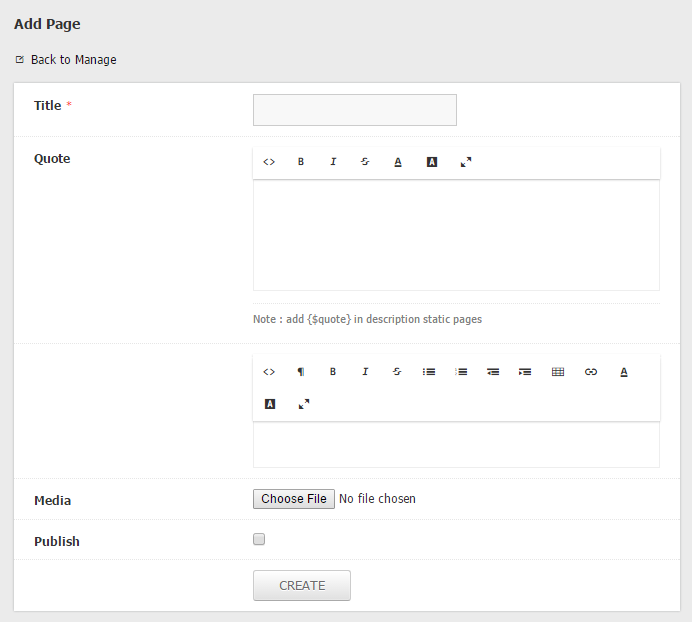 Add Page
Back to Manage
Title *
Quote
<> B I S A A
Note : add {$quote} in description static pages
<> ¶ B I S A
A
Media Choose File No file chosen
Publish
CREATE